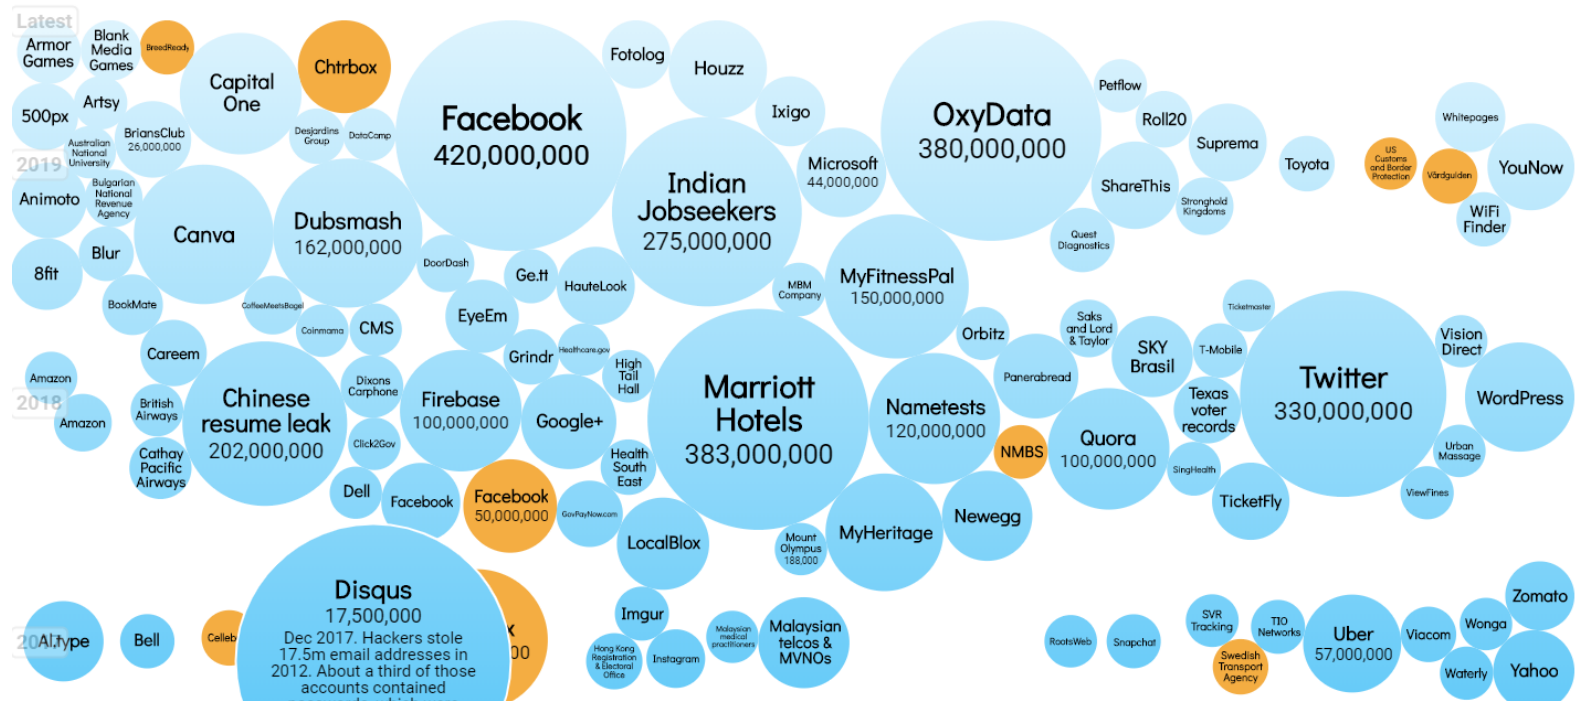 Latest
Armor
Games
Blank
Media
Games
BreedReady
Capital
One
Chtrbox
Facebook
420,000,000
Fotolog
Houzz
Ixigo
OxyData
380,000,000
Petflow
Roll20
Suprema
Whitepages
500px
Artsy
BriansClub
26,000,000
Desjardins
Group
DataCamp
Australian
National
University
2019
Microsoft
44,000,000
ShareThis
Stronghold
Kingdoms
Toyota
US
Customs
and Border
Protection
Vårdguiden
YouNow
WiFi
Finder
Animoto
Bulgarian
National
Revenue
Agency
Canva
Dubsmash
162,000,000
Indian
Jobseekers
275,000,000
Quest
Diagnostics
8fit
Blur
DoorDash
Ge.tt
HauteLook
MBM
Company
MyFitnessPal
150,000,000
BookMate
CoffeeMeetsBagel
Coinmama
CMS
EyeEm
Orbitz
Saks
and Lord
& Taylor
Ticketmaster
Careem
Grindr
Healthcare.gov
High
Tail
Hall
Panerabread
SKY
Brasil
T-Mobile
Twitter
330,000,000
Vision
Direct
WordPress
Amazon
2018
Amazon
British
Airways
Chinese
resume leak
202,000,000
Dixons
Carphone
Firebase
100,000,000
Google+
Marriott
Hotels
383,000,000
Nametests
120,000,000
Texas
voter
records
Cathay
Pacific
Airways
Click2Gov
Health
South
East
NMBS
Quora
100,000,000
SingHealth
Urban
Massage
Dell
Facebook
Facebook
50,000,000
GovPayNow.com
LocalBlox
Mount
Olympus
188,000
MyHeritage
Newegg
TicketFly
ViewFines
AI.type
Bell
Celleb
Disqus
17,500,000
Dec 2017. Hackers stole
17.5m email addresses in
2012. About a third of those
accounts contained
x
00
Imgur
Hong Kong
Registration
& Electoral
Office
Instagram
Malaysian
medical
practitioners
Malaysian
telcos &
MVNOs
RootsWeb
Snapchat
SVR
Tracking
Swedish
Transport
Agency
TIO
Networks
Uber
57,000,000
Viacom
Wonga
Waterly
Zomato
Yahoo